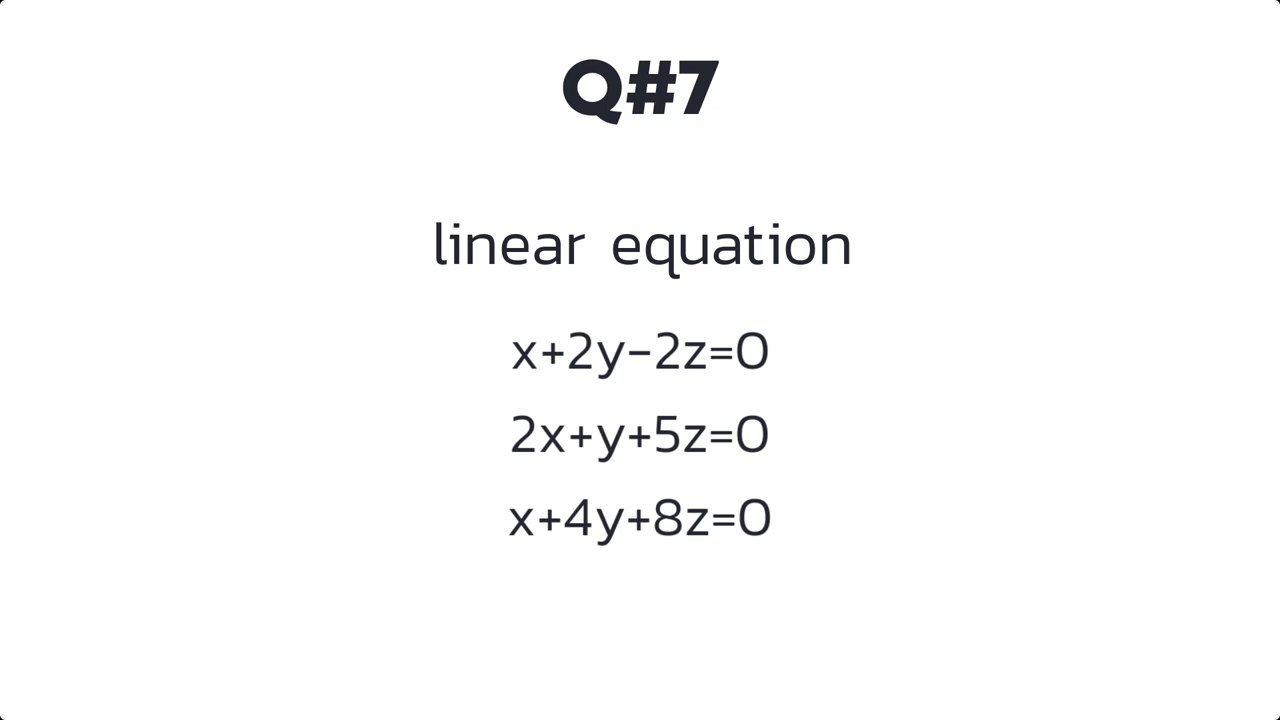 Q#7
linear equation
x+2y-2z=0
2x+y+5z=0
x+4y+8z=0